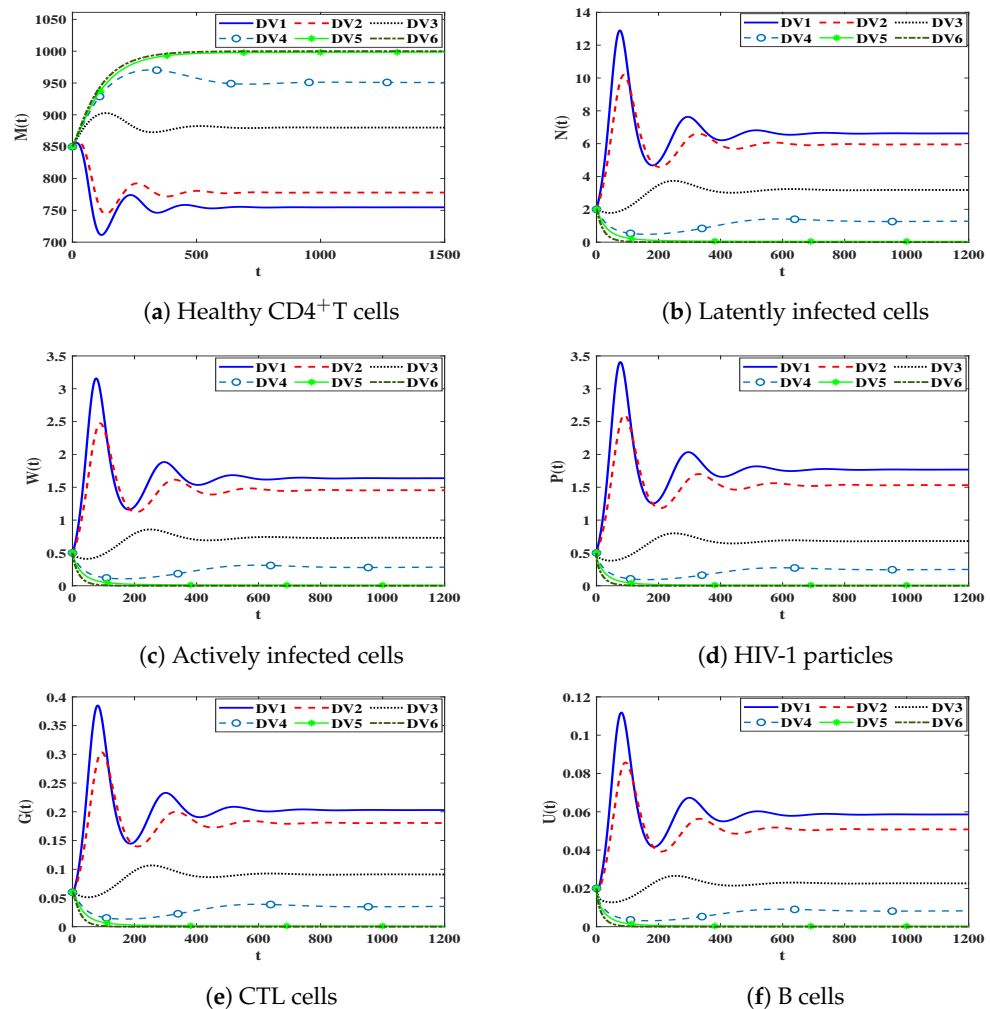 DV1 DV2 DV3
DV4 DV5 DV6
1050
1000
950
900
850
800
750
700
M(t)
0 500 1000 1500
t
(a) Healthy CD4+T cells
DV1 DV2 DV3
DV4 DV5 DV6
14
12
10
8
6
4
2
0
N(t)
0 200 400 600 800 1000 1200
t
(b) Latently infected cells
DV1 DV2 DV3
DV4 DV5 DV6
3.5
3
2.5
2
1.5
1
0.5
0
W(t)
0 200 400 600 800 1000 1200
t
(c) Actively infected cells
DV1 DV2 DV3
DV4 DV5 DV6
3.5
3
2.5
2
1.5
1
0.5
0
P(t)
0 200 400 600 800 1000 1200
t
(d) HIV-1 particles
DV1 DV2 DV3
DV4 DV5 DV6
0.4
0.35
0.3
0.25
0.2
0.15
0.1
0.05
0
G(t)
0 200 400 600 800 1000 1200
t
(e) CTL cells
DV1 DV2 DV3
DV4 DV5 DV6
0.12
0.1
0.08
0.06
0.04
0.02
0
U(t)
0 200 400 600 800 1000 1200
t
(f) B cells